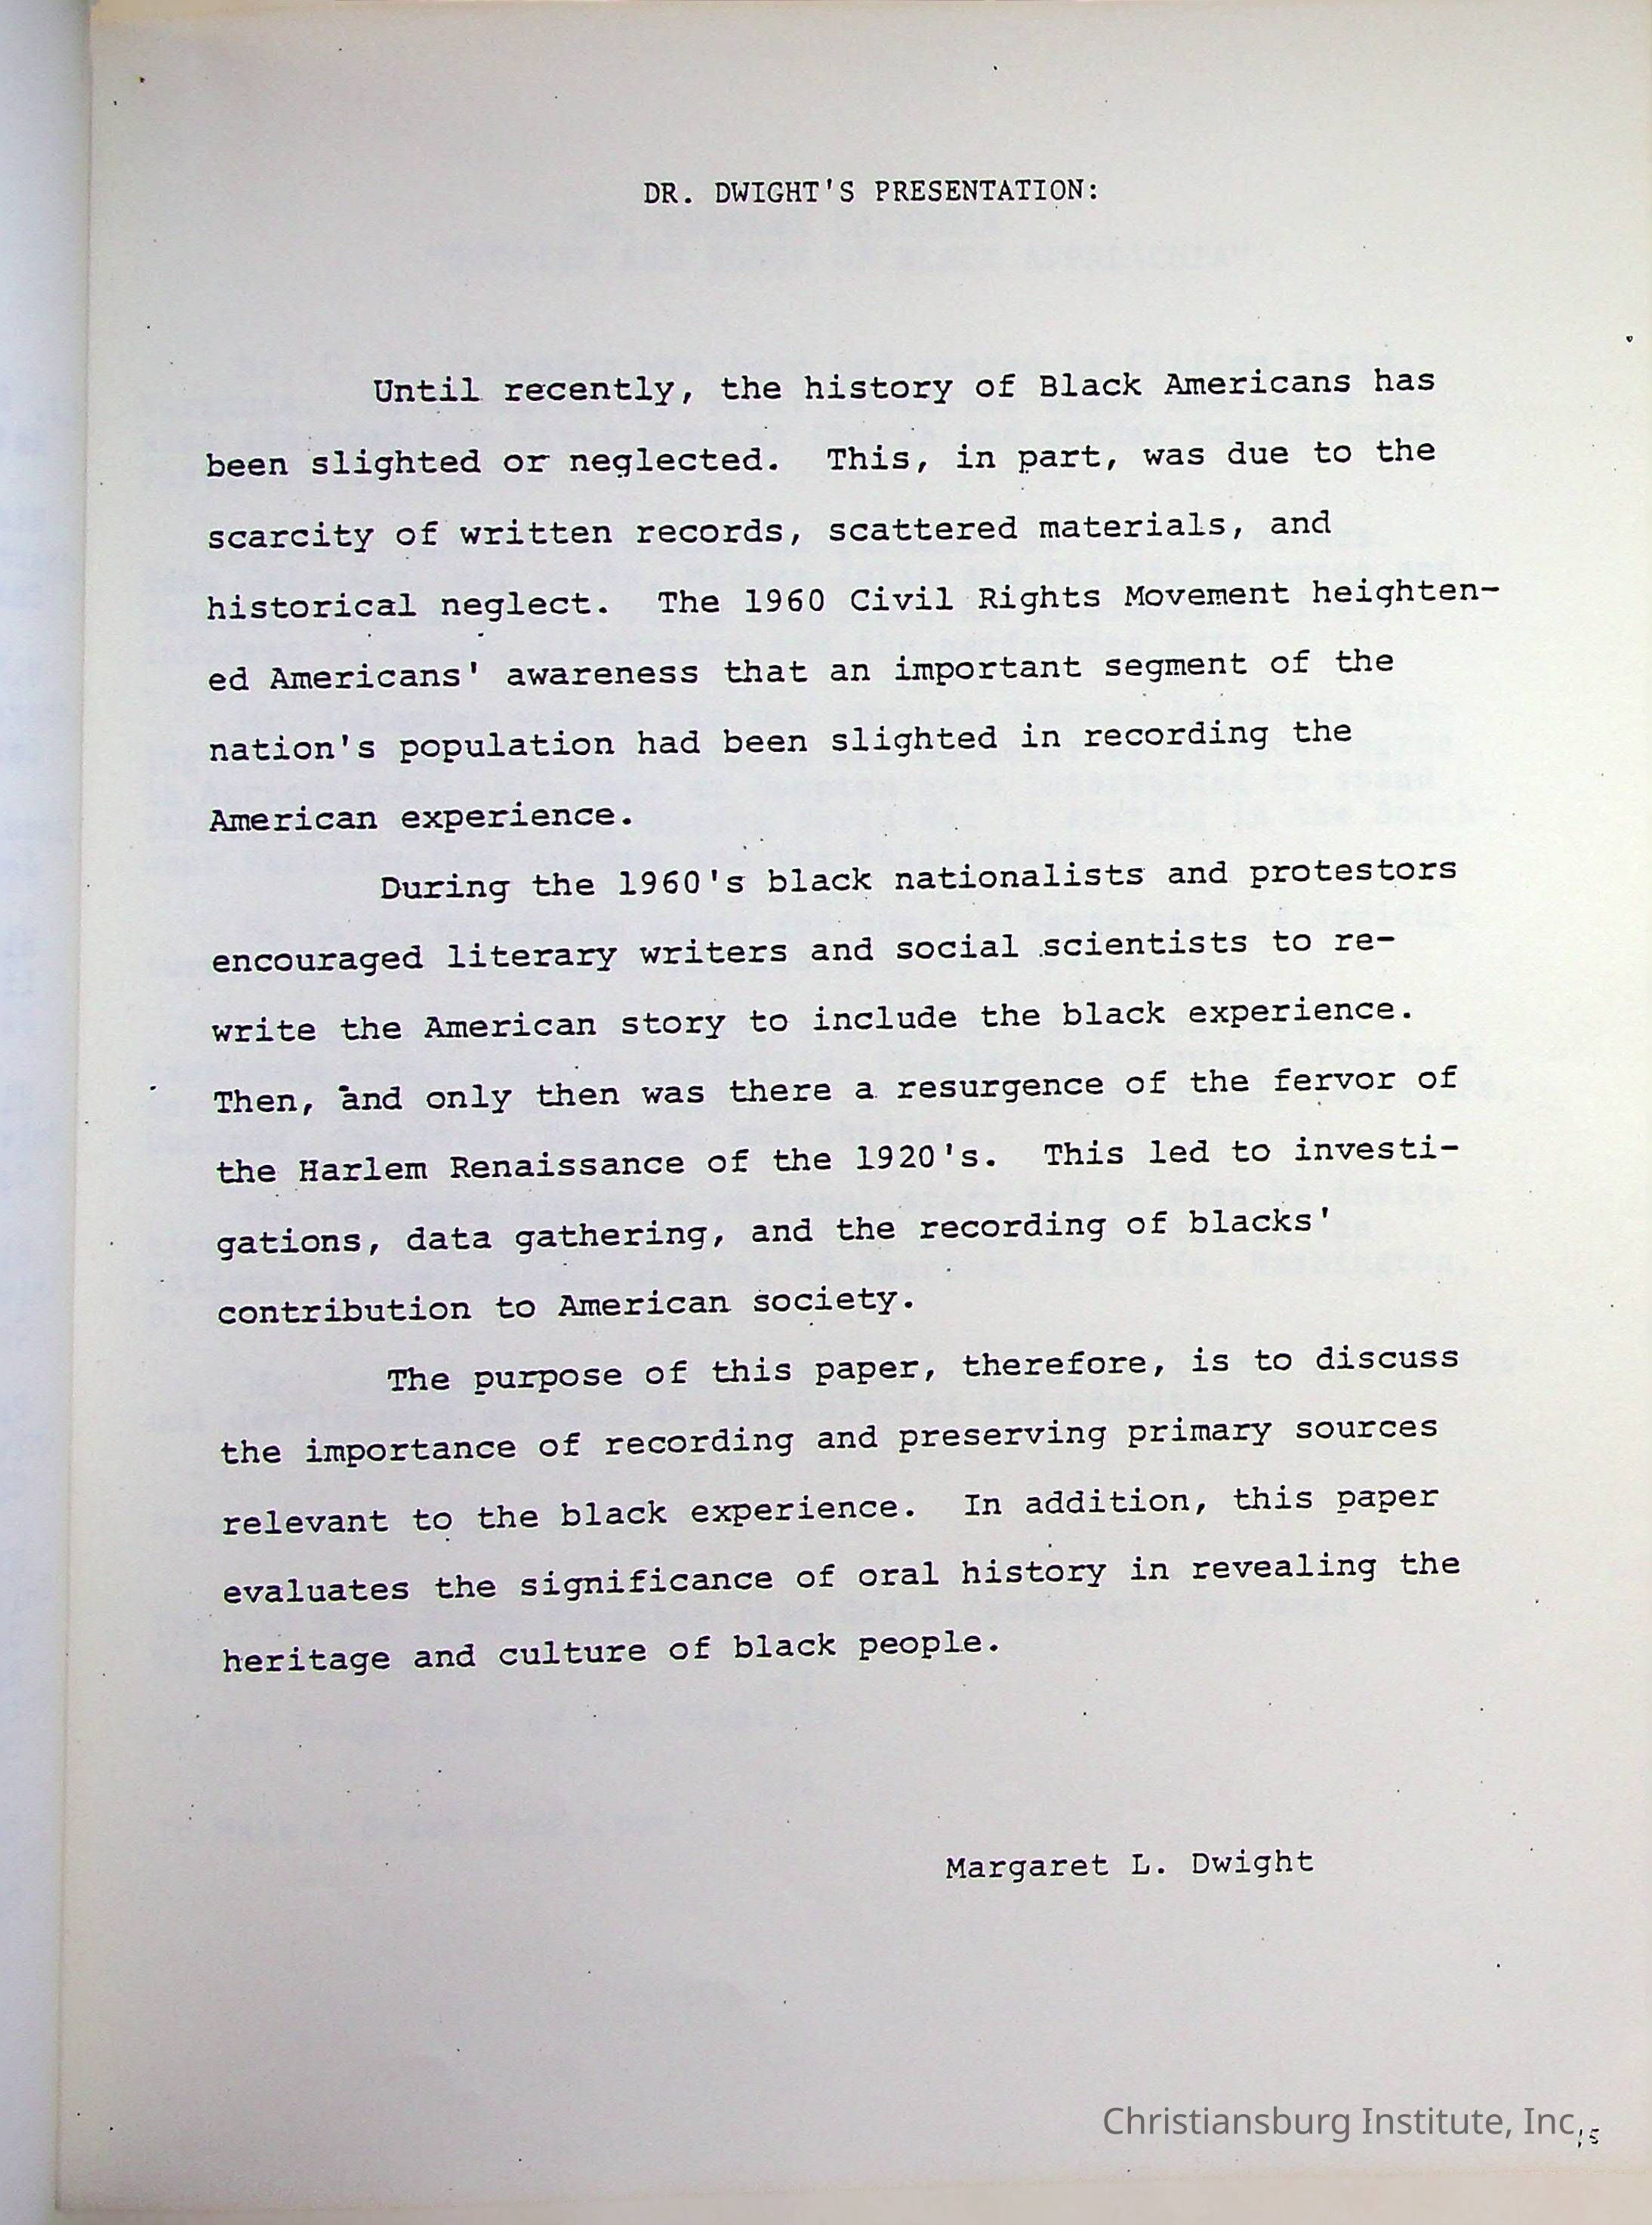 DR. DWIGHT'S PRESENTATION:
Until recently, the history of Black Americans has
been slighted or neglected. This, in part, was due to the
scarcity of written records, scattered materials, and
historical neglect. The 1960 Civil Rights Movement heighten-
ed Americans' awareness that an important segment of the
nation's population had been slighted in recording the
American experience.
During the 1960's black nationalists and protestors
encouraged literary writers and social scientists to re-
write the American story to include the black experience.
Then, and only then was there a resurgence of the fervor of
the Harlem Renaissance of the 1920's. This led to investi-
gations, data gathering, and the recording of blacks'
contribution to American society.
The purpose of this paper, therefore, is to discuss
the importance of recording and preserving primary sources
relevant to the black experience. In addition, this paper
evaluates the significance of oral history in revealing the
heritage and culture of black people.
Margaret L. Dwight
Christiansburg Institute, Inc.
15